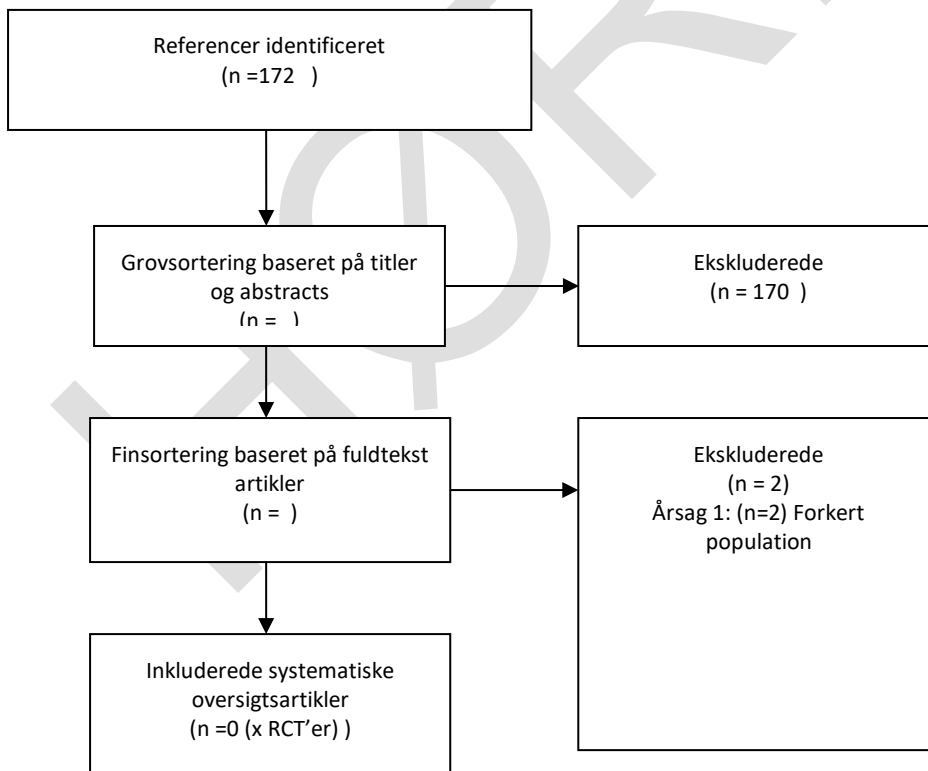 Referencer identificeret
(n =172   )
Grovsortering baseret på titler
og abstracts
(n =   )
Ekskluderede
(n = 170  )
Finsortering baseret på fuldtekst
artikler
(n =  )
Ekskluderede
(n = 2)
Årsag 1: (n=2) Forkert
population
Inkluderede systematiske
oversigtsartikler
(n =0 (x RCT’er) )